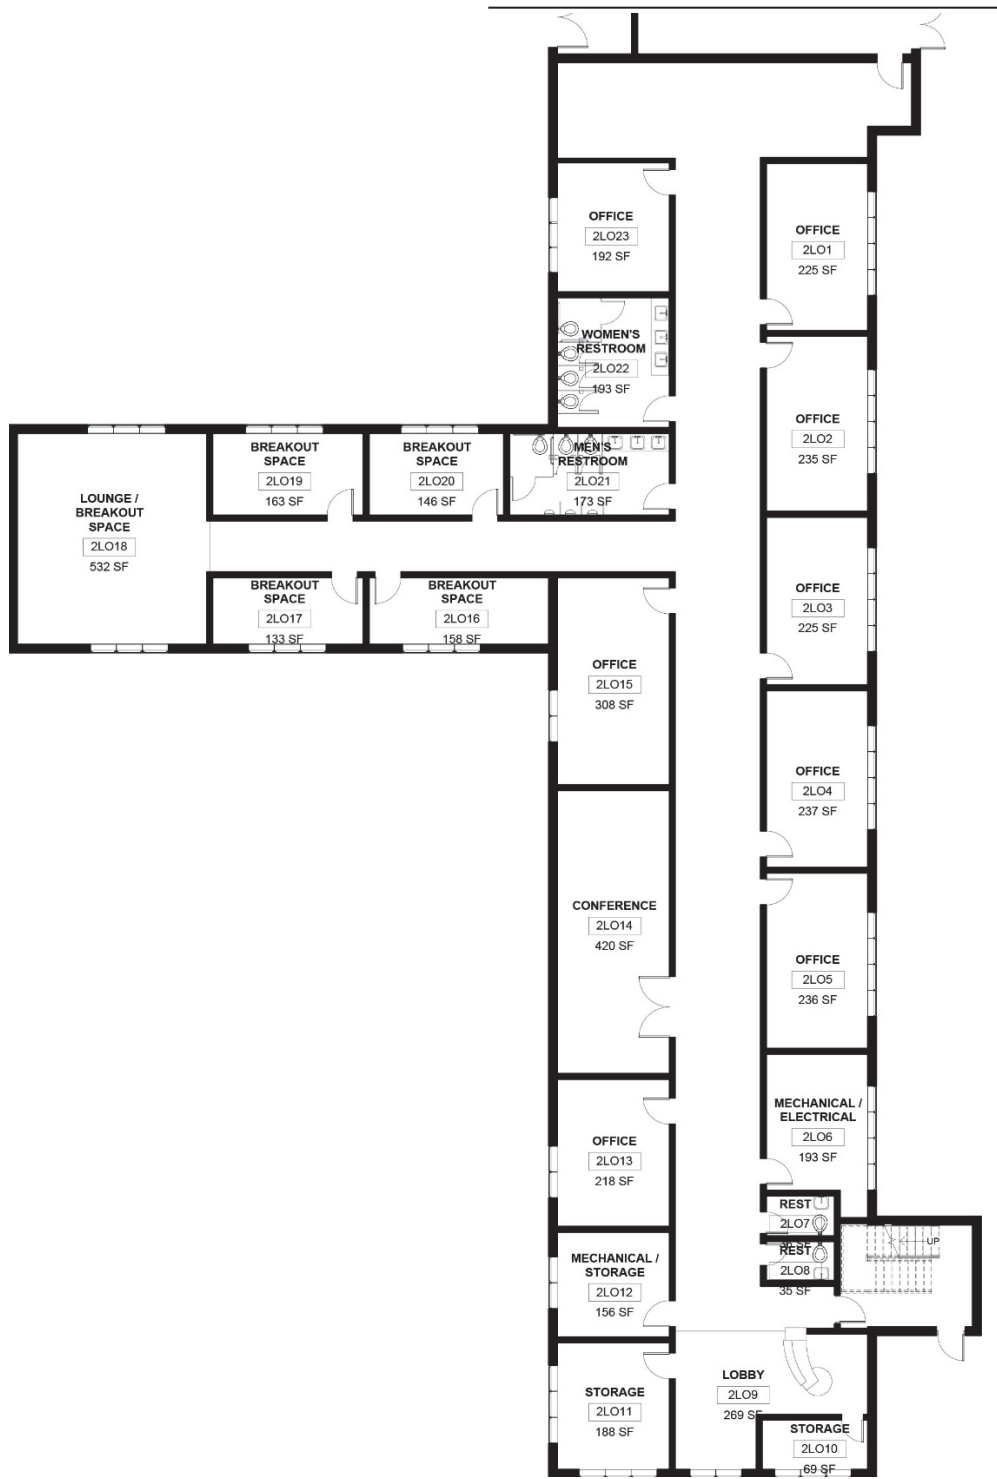 OFFICE
2LO23
192 SF
OFFICE
2LO1
225 SF
WOMEN'S
RESTROOM
2LO22
193 SF
OFFICE
2LO2
235 SF
LOUNGE /
BREAKOUT
SPACE
2LO18
532 SF
BREAKOUT
SPACE
2LO19
163 SF
BREAKOUT
SPACE
2LO20
146 SF
MEN'S
RESTROOM
2LO21
173 SF
BREAKOUT
SPACE
2LO17
133 SF
BREAKOUT
SPACE
2LO16
158 SF
OFFICE
2LO3
225 SF
OFFICE
2LO15
308 SF
OFFICE
2LO4
237 SF
CONFERENCE
2LO14
420 SF
OFFICE
2LO5
236 SF
MECHANICAL /
ELECTRICAL
2LO6
193 SF
OFFICE
2LO13
218 SF
REST
2LO7
REST
2LO8
35 SF
UP
MECHANICAL /
STORAGE
2LO12
156 SF
LOBBY
2LO9
269 SF
STORAGE
2LO11
188 SF
STORAGE
2LO10
69 SF